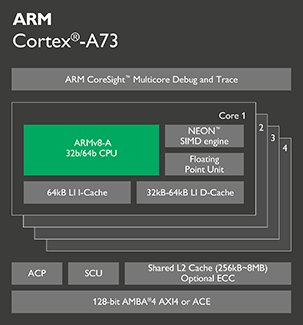 ARM
Cortex®-A73
ARM CoreSight™ Multicore Debug and Trace
Core 1
2
3
4
ARMv8-A
32b/64b CPU
NEON™
SIMD engine
Floating
Point Unit
64kB L1 I-Cache
32kB-64kB L1 D-Cache
ACP
SCU
Shared L2 Cache (256kB~8MB)
Optional ECC
128-bit AMBA®4 AXI4 or ACE